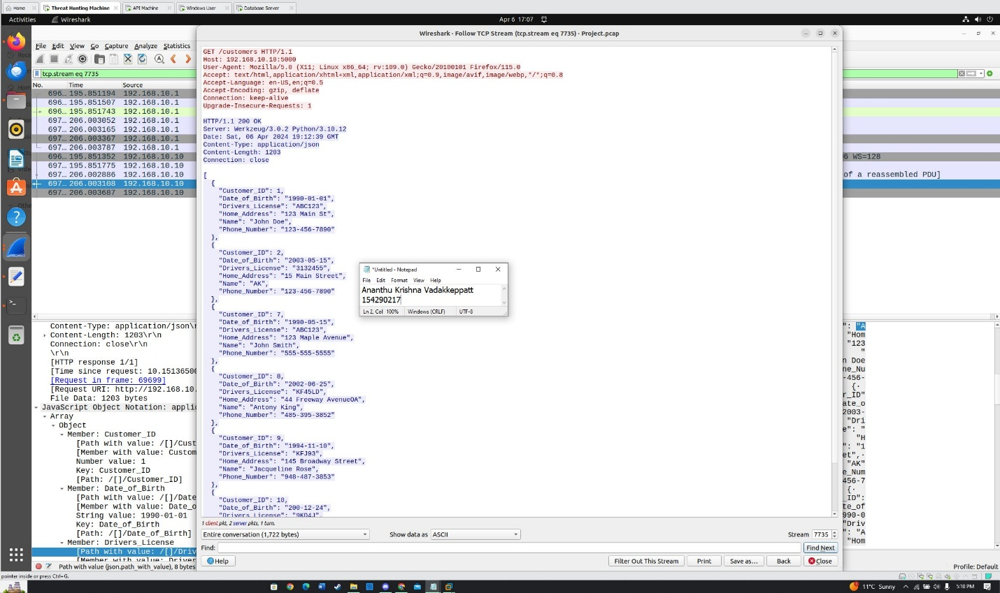 Home
Threat Hunting Machine
API Machine
Windows User
Database Server
Activities
Wireshark
Apr 6 17:07
Wireshark · Follow TCP Stream (tcp.stream eq 7735) · Project.pcap
File Edit View Go Capture Analyze Statistics
tcp.stream eq 7735
No. Time Source
696… 195.851194 192.168.10.1
696… 195.851507 192.168.10.1
696… 195.851743 192.168.10.1
697… 206.003052 192.168.10.1
697… 206.003165 192.168.10.1
697… 206.003367 192.168.10.1
697… 206.003787 192.168.10.1
696… 195.851352 192.168.10.10
696… 195.851775 192.168.10.10
697… 206.002886 192.168.10.10
697… 206.003108 192.168.10.10
697… 206.003687 192.168.10.10
6 WS=128
of a reassembled PDU]
GET /customers HTTP/1.1
Host: 192.168.10.10:5000
User-Agent: Mozilla/5.0 (X11; Linux x86_64; rv:109.0) Gecko/20100101 Firefox/115.0
Accept: text/html,application/xhtml+xml,application/xml;q=0.9,image/avif,image/webp,*/*;q=0.8
Accept-Language: en-US,en;q=0.5
Accept-Encoding: gzip, deflate
Connection: keep-alive
Upgrade-Insecure-Requests: 1
HTTP/1.1 200 OK
Server: Werkzeug/3.0.2 Python/3.10.12
Date: Sat, 06 Apr 2024 19:12:39 GMT
Content-Type: application/json
Content-Length: 1203
Connection: close
[
{
"Customer_ID": 1,
"Date_of_Birth": "1990-01-01",
"Drivers_License": "ABC123",
"Home_Address": "123 Main St",
"Name": "John Doe",
"Phone_Number": "123-456-7890"
},
{
"Customer_ID": 2,
"Date_of_Birth": "2003-05-15",
"Drivers_License": "3132455",
"Home_Address": "15 Main Street",
"Name": "AK",
"Phone_Number": "123-456-7890"
},
{
"Customer_ID": 7,
"Date_of_Birth": "1990-05-15",
"Drivers_License": "ABC123",
"Home_Address": "123 Maple Avenue",
"Name": "John Smith",
"Phone_Number": "555-555-5555"
},
{
"Customer_ID": 8,
"Date_of_Birth": "2002-06-25",
"Drivers_License": "KF45LD",
"Home_Address": "44 Freeway AvenueOA",
"Name": "Antony King",
"Phone_Number": "485-395-3852"
},
{
"Customer_ID": 9,
"Date_of_Birth": "1994-11-10",
"Drivers_License": "KFJ93",
"Home_Address": "145 Broadway Street",
"Name": "Jacqueline Rose",
"Phone_Number": "948-487-3853"
},
{
"Customer_ID": 10,
"Date_of_Birth": "200-12-24",
"Drivers_License": "9KD4J",
*Untitled - Notepad
File Edit Format View Help
Ananthu Krishna Vadakkeppatt
154290217
Ln 2, Col 100% Windows (CRLF) UTF-8
Content-Type: application/json\r
Content-Length: 1203\r\n
Connection: close\r\n
\r\n
[HTTP response 1/1]
[Time since request: 10.15136500
[Request in frame: 69699]
[Request URI: http://192.168.10.
File Data: 1203 bytes
JavaScript Object Notation: applic
Array
Object
Member: Customer_ID
[Path with value: /[]/Cust
[Member with value: Custom
Number value: 1
Key: Customer_ID
[Path: /[]/Customer_ID]
Member: Date_of_Birth
[Path with value: /[]/Date
[Member with value: Date_o
String value: 1990-01-01
Key: Date_of_Birth
[Path: /[]/Date_of_Birth]
Member: Drivers_License
[Path with value: /[]/Driv
[Member with value: Driver
": "A
"Hom
"123
"
n Doe
ne_Nu
-456-
{·
r_ID"
ate_o
2003-
"Dri
e": "
"H
": "1
et",·
"AK"
e_Num
456-7
{·
_ID":
te_of
990-0
"Driv
": "A
"Hom
1 client pkt, 2 server pkts, 1 turn.
Entire conversation (1,722 bytes)
Show data as ASCII
Stream 7735
Find:
Find Next
Help
Filter Out This Stream
Print
Save as…
Back
Close
Path with value (json.path_with_value), 8 bytes
Profile: Default
pointer inside or press Ctrl+G.
11°C Sunny
5:10 PM